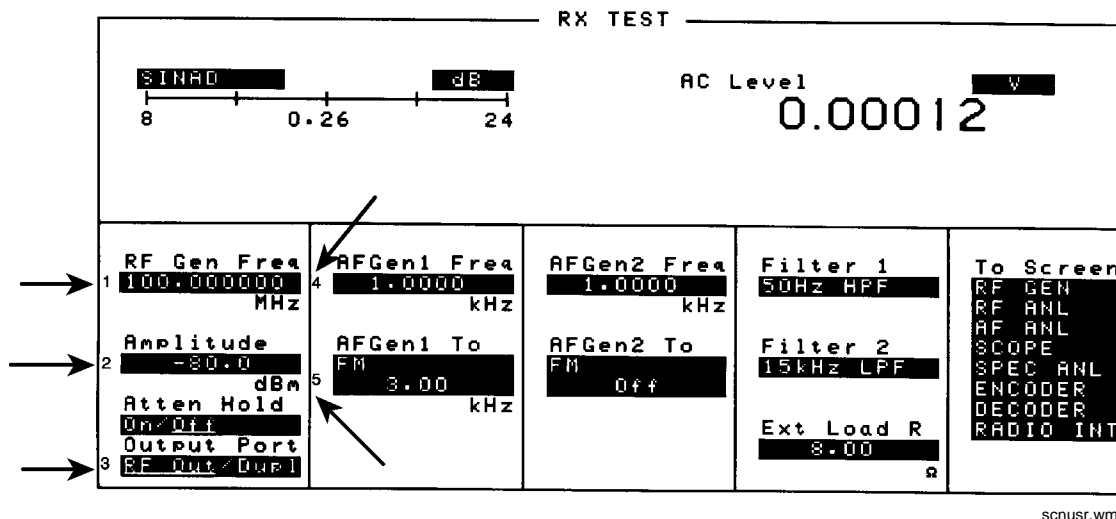 RX TEST
SINAD dB
8 0.26 24
AC Level V
0.00012
1 RF Gen Freq
100.000000
MHz
2 Amplitude
-80.0
dBm
Atten Hold
On/Off
Output Port
3 RF Out/Dupl
AFGen1 Freq
4 1.0000
kHz
AFGen1 To
FM
5 3.00
kHz
AFGen2 Freq
1.0000
kHz
AFGen2 To
FM
Off
Filter 1
50Hz HPF
Filter 2
15kHz LPF
Ext Load R
8.00
Ω
To Screen
RF GEN
RF ANL
AF ANL
SCOPE
SPEC ANL
ENCODER
DECODER
RADIO INT
scnusr.wm